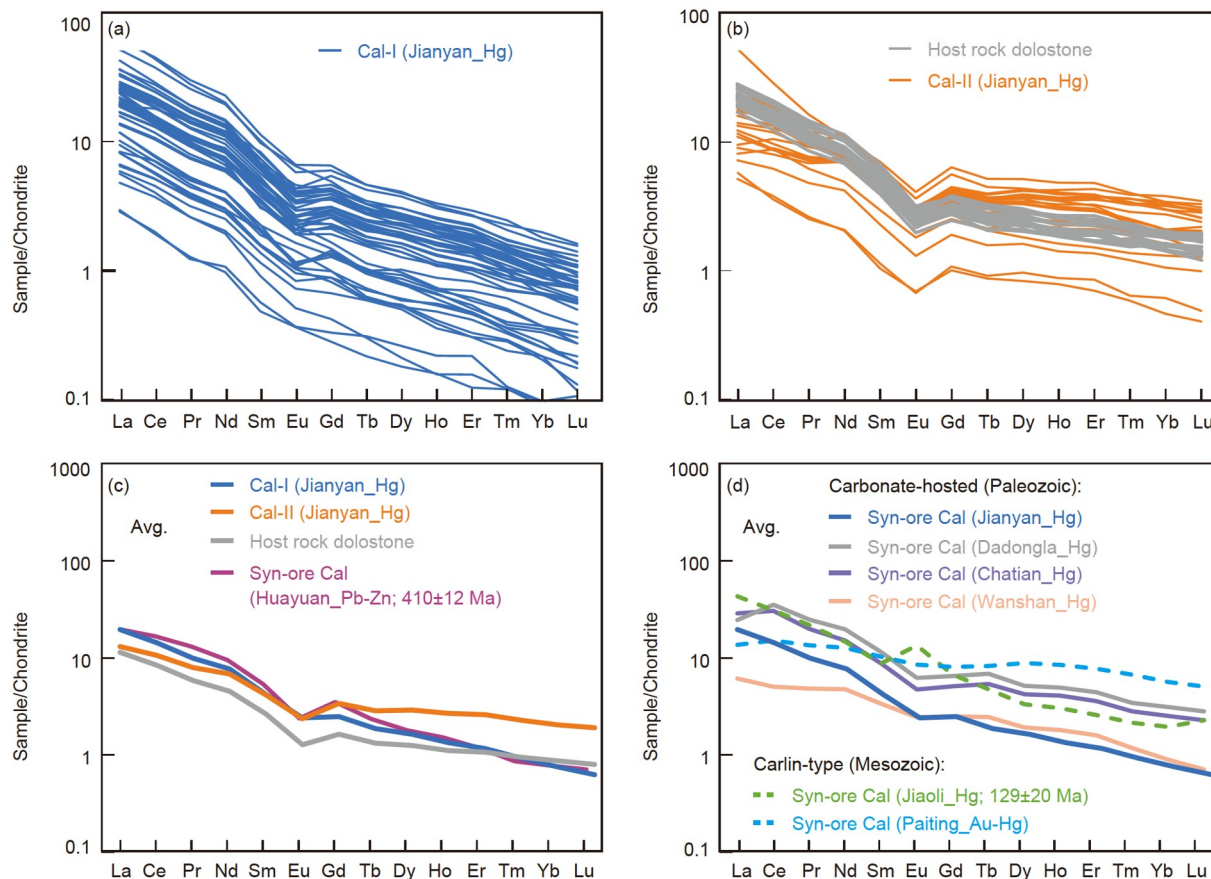 (a)
Cal-I (Jianyan_Hg)
Sample/Chondrite
100
10
1
0.1
La Ce Pr Nd Sm Eu Gd Tb Dy Ho Er Tm Yb Lu
(b)
Host rock dolostone
Cal-II (Jianyan_Hg)
Sample/Chondrite
100
10
1
0.1
La Ce Pr Nd Sm Eu Gd Tb Dy Ho Er Tm Yb Lu
(c)
Avg.
Cal-I (Jianyan_Hg)
Cal-II (Jianyan_Hg)
Host rock dolostone
Syn-ore Cal
(Huayuan_Pb-Zn; 410±12 Ma)
Sample/Chondrite
1000
100
10
1
0.1
La Ce Pr Nd Sm Eu Gd Tb Dy Ho Er Tm Yb Lu
(d)
Avg.
Carbonate-hosted (Paleozoic):
Syn-ore Cal (Jianyan_Hg)
Syn-ore Cal (Dadongla_Hg)
Syn-ore Cal (Chatian_Hg)
Syn-ore Cal (Wanshan_Hg)
Carlin-type (Mesozoic):
Syn-ore Cal (Jiaoli_Hg; 129±20 Ma)
Syn-ore Cal (Paiting_Au-Hg)
Sample/Chondrite
1000
100
10
1
0.1
La Ce Pr Nd Sm Eu Gd Tb Dy Ho Er Tm Yb Lu